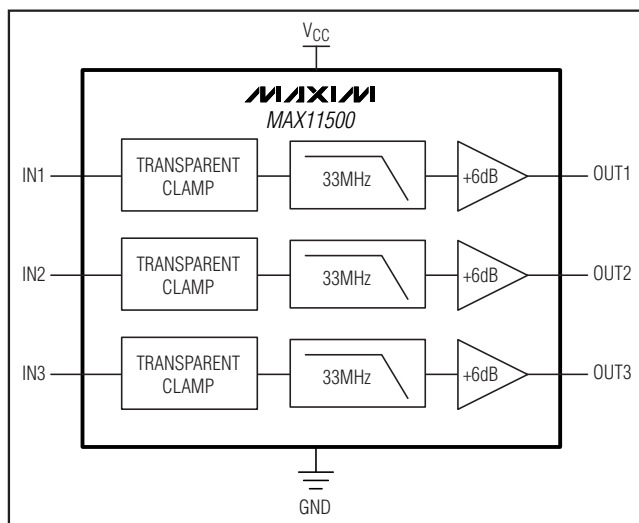 VCC
MAXIM
MAX11500
IN1
TRANSPARENT
CLAMP
33MHz
+6dB
OUT1
IN2
TRANSPARENT
CLAMP
33MHz
+6dB
OUT2
IN3
TRANSPARENT
CLAMP
33MHz
+6dB
OUT3
GND